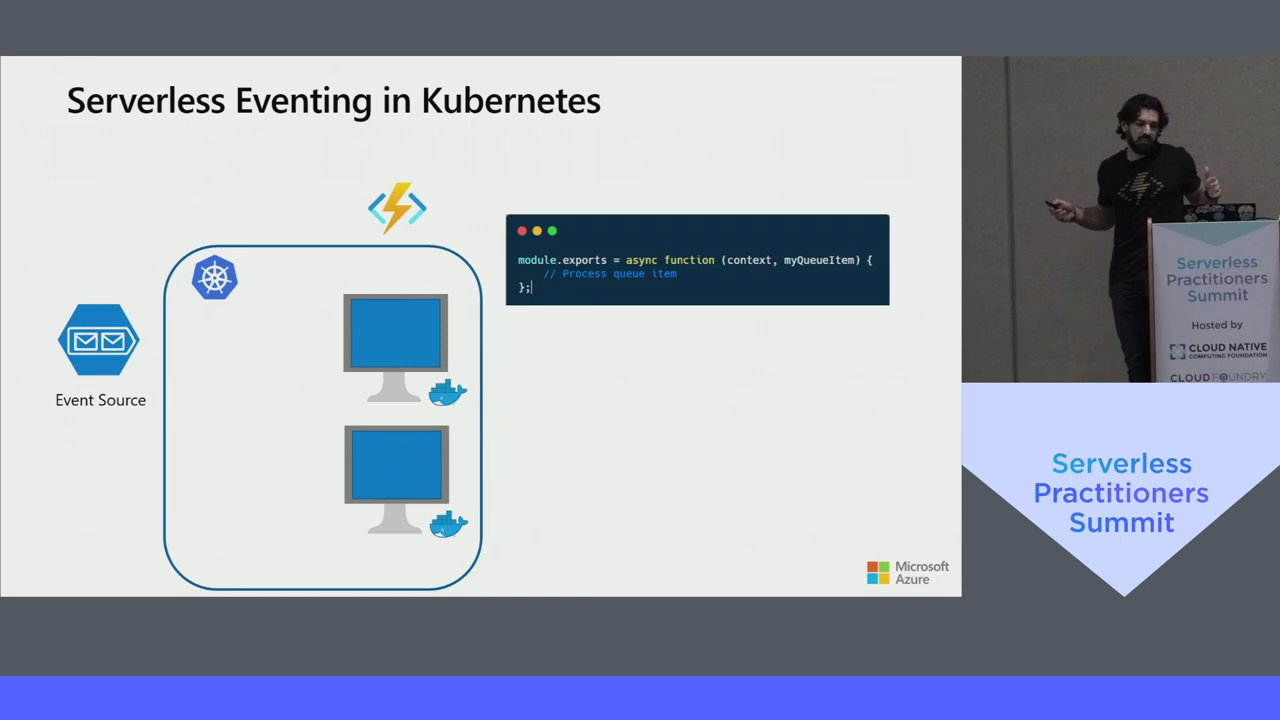 Serverless Eventing in Kubernetes
module.exports = async function (context, myQueueItem) {
// Process queue item
};
Event Source
Microsoft
Azure
Serverless
Practitioners
Summit
Hosted by
CLOUD NATIVE
COMPUTING FOUNDATION
CLOUD FOUNDRY
Serverless
Practitioners
Summit